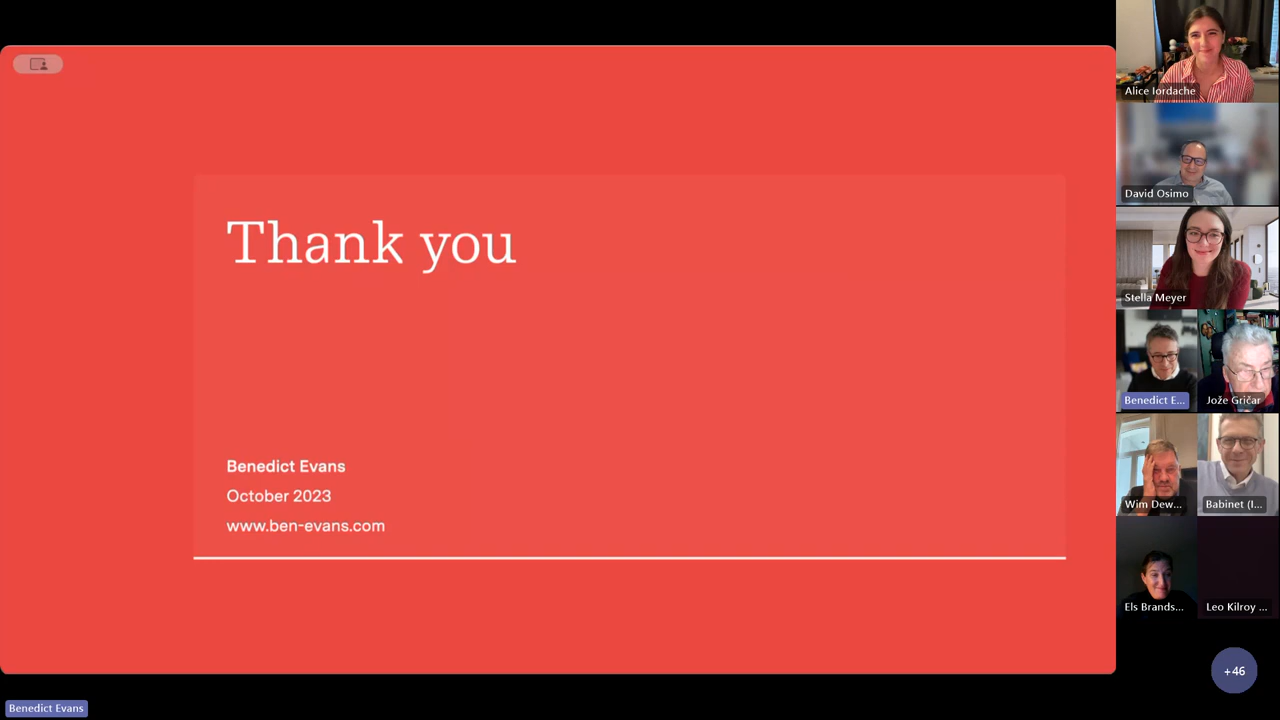 Thank you
Benedict Evans
October 2023
www.ben-evans.com
Alice Iordache
David Osimo
Stella Meyer
Benedict E...
Jože Gričar
Wim Dew...
Babinet (I...
Els Brands...
Leo Kilroy ...
+46
Benedict Evans